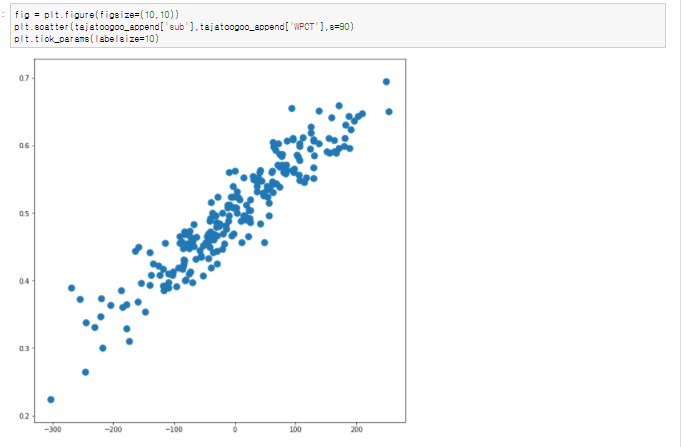 : fig = plt.figure(figsize=(10,10))
plt.scatter(tajatoogoo_append['sub'],tajatoogoo_append['WPCT'],s=90)
plt.tick_params(labelsize=10)
0.7
0.6
0.5
0.4
0.3
0.2
−300 −200 −100 0 100 200